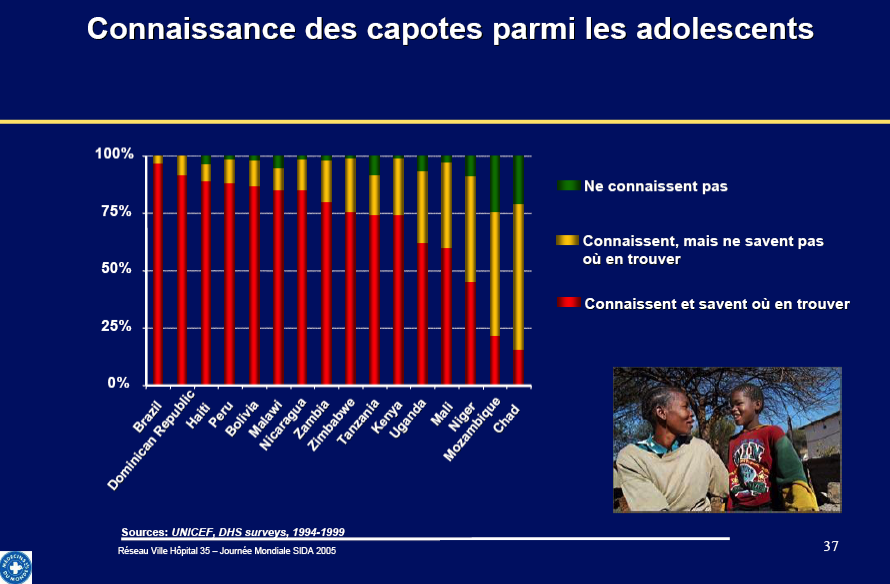 Connaissance des capotes parmi les adolescents
100%
75%
50%
25%
0%
Brazil
Dominican Republic
Haiti
Peru
Bolivia
Malawi
Nicaragua
Zambia
Zimbabwe
Tanzania
Kenya
Uganda
Mali
Niger
Mozambique
Chad
Ne connaissent pas
Connaissent, mais ne savent pas
où en trouver
Connaissent et savent où en trouver
Sources: UNICEF, DHS surveys, 1994-1999
Réseau Ville Hôpital 35 – Journée Mondiale SIDA 2005
37
MÉDECINS DU MONDE